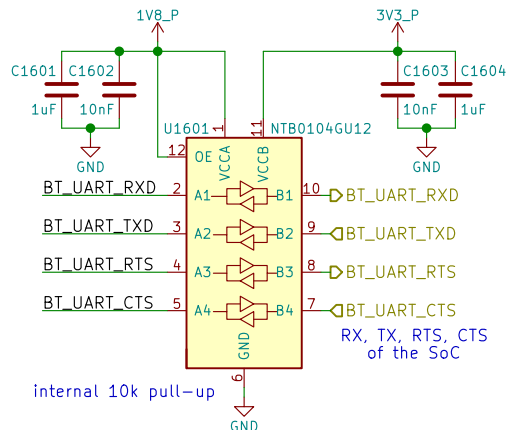 1V8_P
3V3_P
C1601 C1602
C1603 C1604
1uF
10nF
10nF
1uF
GND
GND
U1601
NTB0104GU12
1
11
VCCA
VCCB
12
OE
BT_UART_RXD
2
A1
B1
10
BT_UART_RXD
BT_UART_TXD
3
A2
B2
9
BT_UART_TXD
BT_UART_RTS
4
A3
B3
8
BT_UART_RTS
BT_UART_CTS
5
A4
B4
7
BT_UART_CTS
GND
6
RX, TX, RTS, CTS
of the SoC
internal 10k pull-up
GND